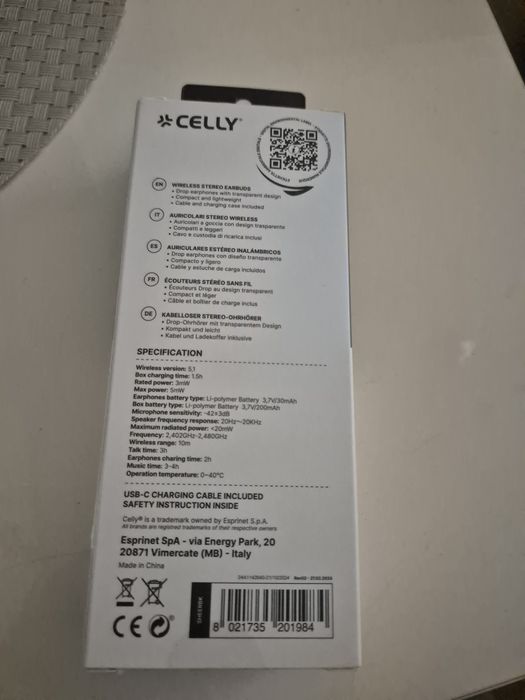 CELLY®
EN
WIRELESS STEREO EARBUDS
• Drop earphones with transparent design
• Compact and lightweight
• Cable and charging case included
IT
AURICOLARI STEREO WIRELESS
• Auricolari a goccia con design trasparente
• Compatti e leggeri
• Cavo e custodia di ricarica inclusi
ES
AURICULARES ESTÉREO INALÁMBRICOS
• Drop earphones con diseño transparente
• Compacto y ligero
• Cable y estuche de carga incluidos
FR
ÉCOUTEURS STÉRÉO SANS FIL
• Écouteurs Drop au design transparent
• Compact et léger
• Câble et boîtier de charge inclus
DE
KABELLOSER STEREO-OHRHÖRER
• Drop-Ohrhörer mit transparentem Design
• Kompakt und leicht
• Kabel und Ladekoffer inklusive
SPECIFICATION
Wireless version: 5.1
Box charging time: 1.5h
Rated power: 3mW
Max power: 5mW
Earphones battery type: Li-polymer Battery 3,7V/30mAh
Box battery type: Li-polymer Battery 3,7V/200mAh
Microphone sensitivity: -42±3dB
Speaker frequency response: 20Hz~20KHz
Maximum radiated power: <20mW
Frequency: 2,402GHz-2,480GHz
Wireless range: 10m
Talk time: 3h
Earphones charing time: 2h
Music time: 3-4h
Operation temperature: 0~40°C
USB-C CHARGING CABLE INCLUDED
SAFETY INSTRUCTION INSIDE
Celly® is a trademark owned by Esprinet S.p.A.
All brands are registred trademarks of their respective owners
Esprinet SpA - via Energy Park, 20
20871 Vimercate (MB) - Italy
Made in China
CE
SHEERBK
8 021735 201984